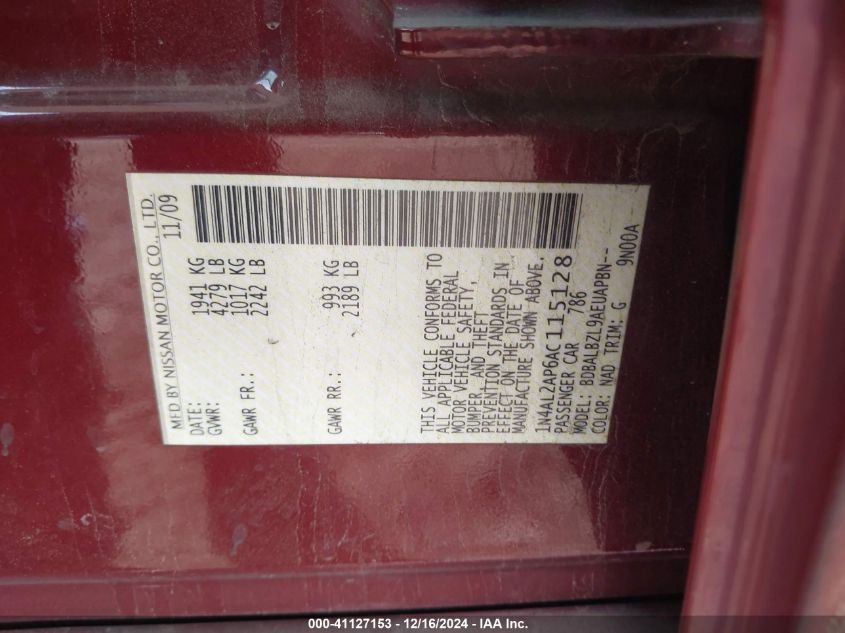 MFD BY NISSAN MOTOR CO., LTD.
DATE: 11/09
GVWR: 1941 KG
4279 LB
GAWR FR.: 1017 KG
2242 LB
GAWR RR.: 993 KG
2189 LB
THIS VEHICLE CONFORMS TO
ALL APPLICABLE FEDERAL
MOTOR VEHICLE SAFETY,
BUMPER, AND THEFT
PREVENTION STANDARDS IN
EFFECT ON THE DATE OF
MANUFACTURE SHOWN ABOVE.
1N4AL2AP6AC115128
PASSENGER CAR 786
MODEL: BDBALBZL9AEUAPBN--
COLOR: NAD TRIM: G 9N00A
000-41127153 - 12/16/2024 - IAA Inc.